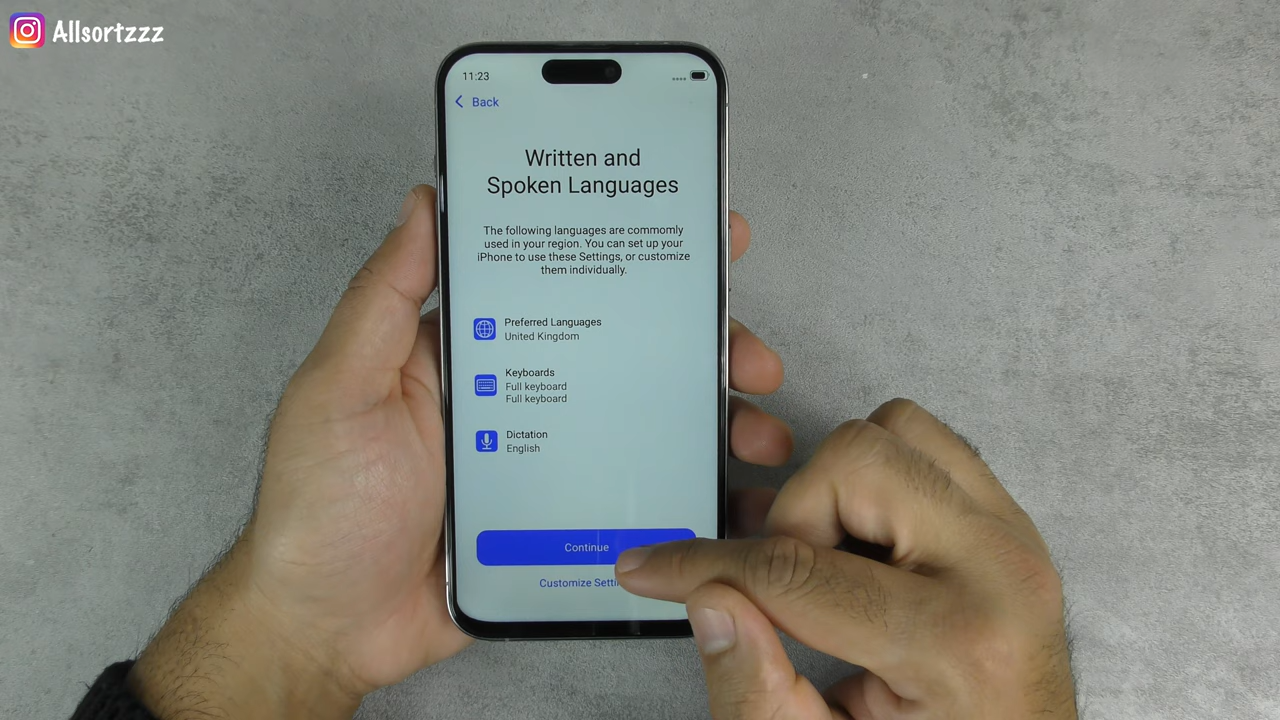 Allsortzzz
11:23
Back
Written and
Spoken Languages
The following languages are commomly
used in your region. You can set up your
iPhone to use these Settings, or customize
them individually.
Preferred Languages
United Kingdom
Keyboards
Full keyboard
Full keyboard
Dictation
English
Continue
Customize